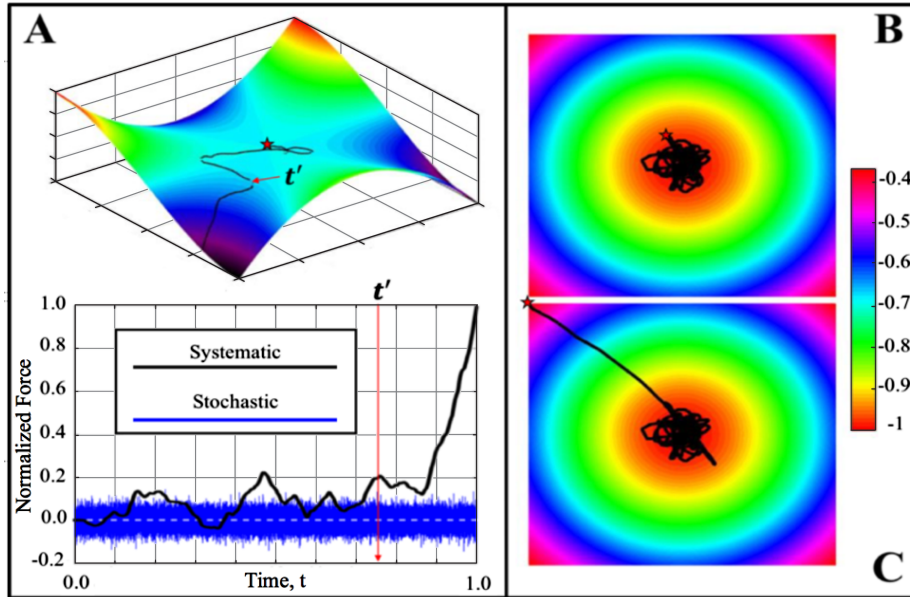 A
B
t′
-0.4
-0.5
-0.6
-0.7
-0.8
-0.9
-1
t′
1.0
0.8
0.6
0.4
0.2
0.0
-0.2
Normalized Force
Systematic
Stochastic
0.0
Time, t
1.0
C